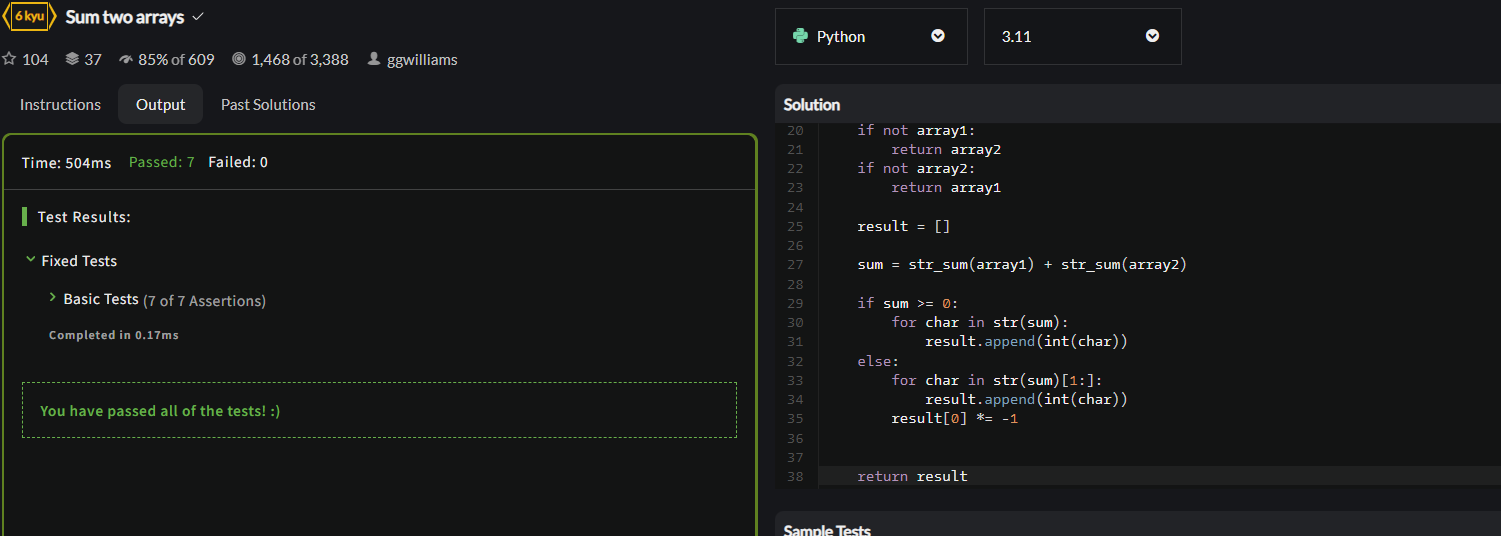 6 kyu Sum two arrays
104 37 85% of 609 1,468 of 3,388 ggwilliams
Instructions Output Past Solutions
Time: 504ms Passed: 7 Failed: 0
Test Results:
Fixed Tests
Basic Tests (7 of 7 Assertions)
Completed in 0.17ms
You have passed all of the tests! :)
Python 3.11
Solution
20 if not array1:
21 return array2
22 if not array2:
23 return array1
24
25 result = []
26
27 sum = str_sum(array1) + str_sum(array2)
28
29 if sum >= 0:
30 for char in str(sum):
31 result.append(int(char))
32 else:
33 for char in str(sum)[1:]:
34 result.append(int(char))
35 result[0] *= -1
36
37
38 return result
Sample Tests